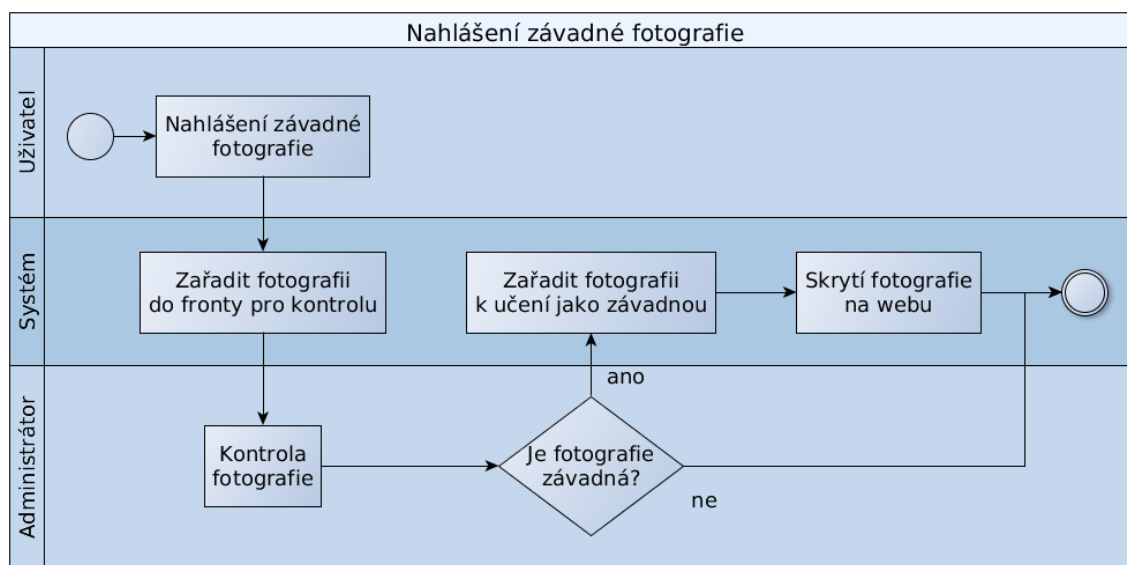 Nahlášení závadné fotografie
Uživatel
Nahlášení závadné
fotografie
Systém
Zařadit fotografii
do fronty pro kontrolu
Zařadit fotografii
k učení jako závadnou
Skrytí fotografie
na webu
Administrátor
ano
Kontrola
fotografie
Je fotografie
závadná?
ne